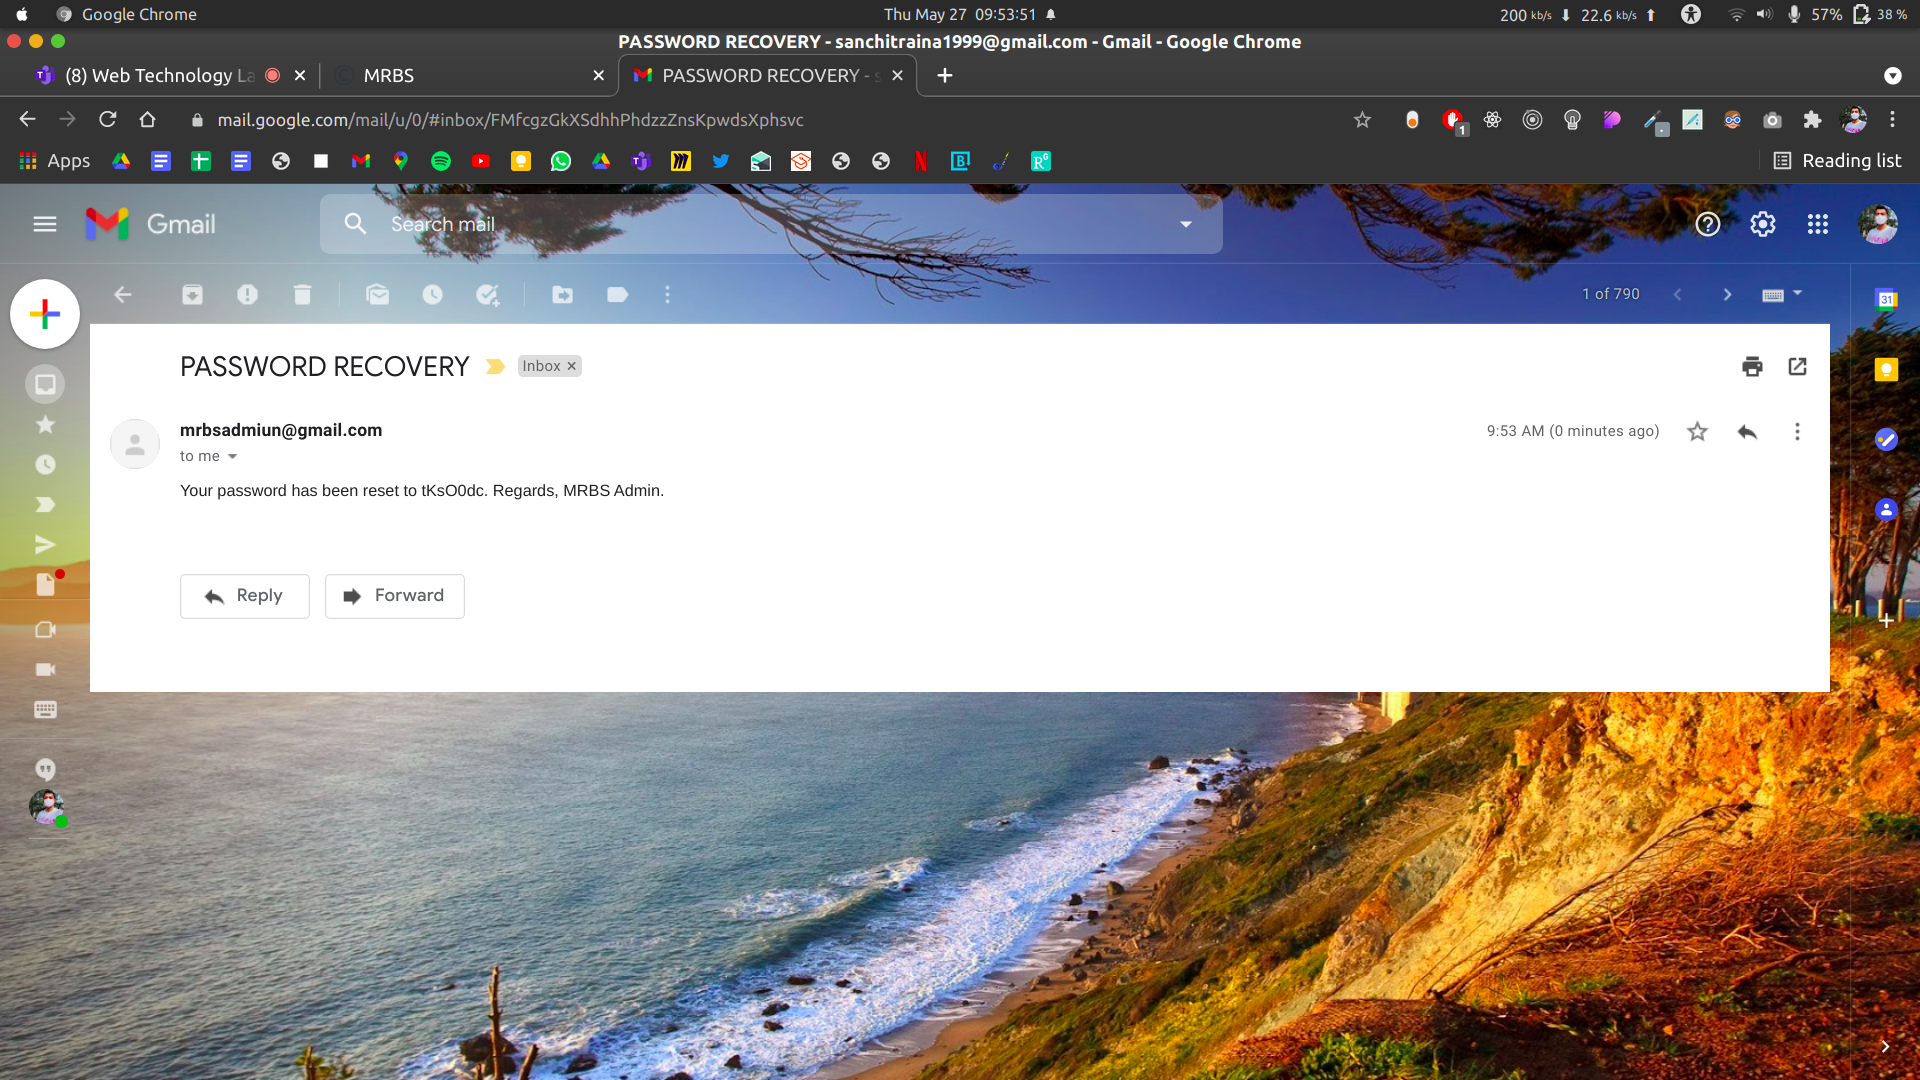 Google Chrome
Thu May 27 09:53:51
200 kb/s 22.6 kb/s 57% 38 %
PASSWORD RECOVERY - sanchitraina1999@gmail.com - Gmail - Google Chrome
(8) Web Technology La
MRBS
PASSWORD RECOVERY - s
mail.google.com/mail/u/0/#inbox/FMfcgzGkXSdhhPhdzzZnsKpwdsXphsvc
1
Apps
Reading list
Gmail
Search mail
1 of 790
31
PASSWORD RECOVERY
Inbox
mrbsadmiun@gmail.com
9:53 AM (0 minutes ago)
to me
Your password has been reset to tKsO0dc. Regards, MRBS Admin.
Reply
Forward